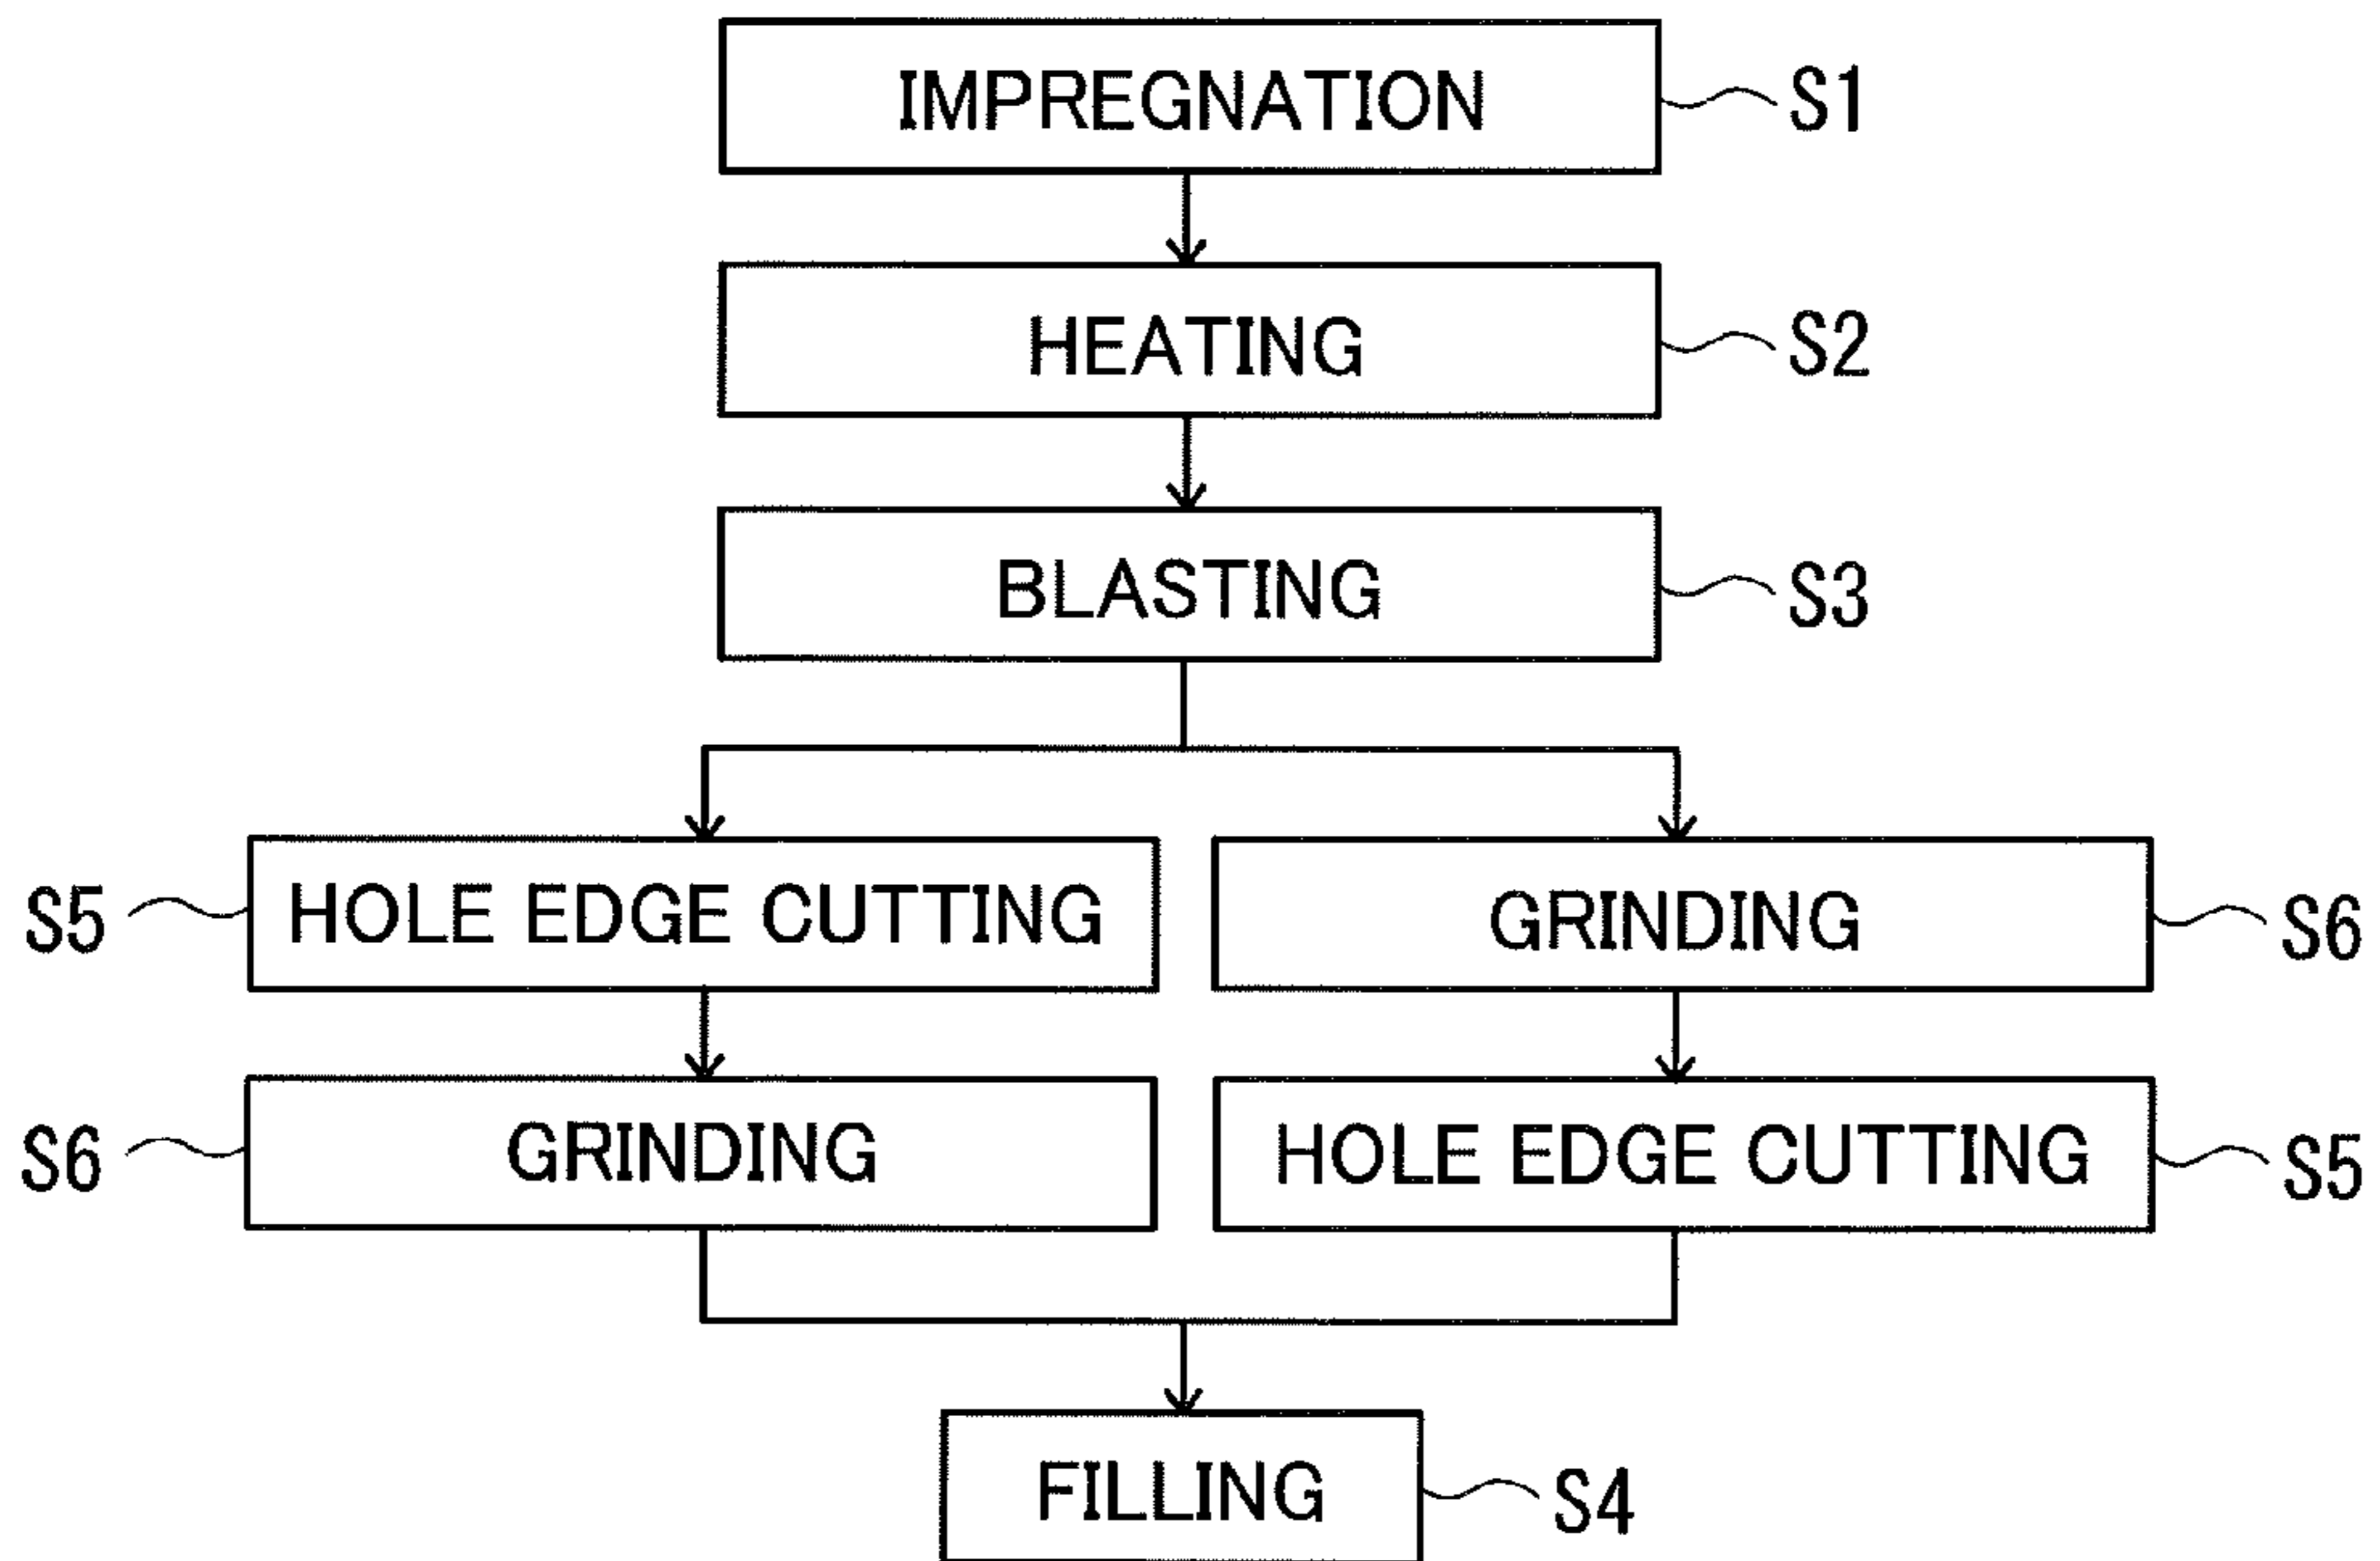 IMPREGNATION S1
HEATING S2
BLASTING S3
S5 HOLE EDGE CUTTING GRINDING S6
S6 GRINDING HOLE EDGE CUTTING S5
FILLING S4